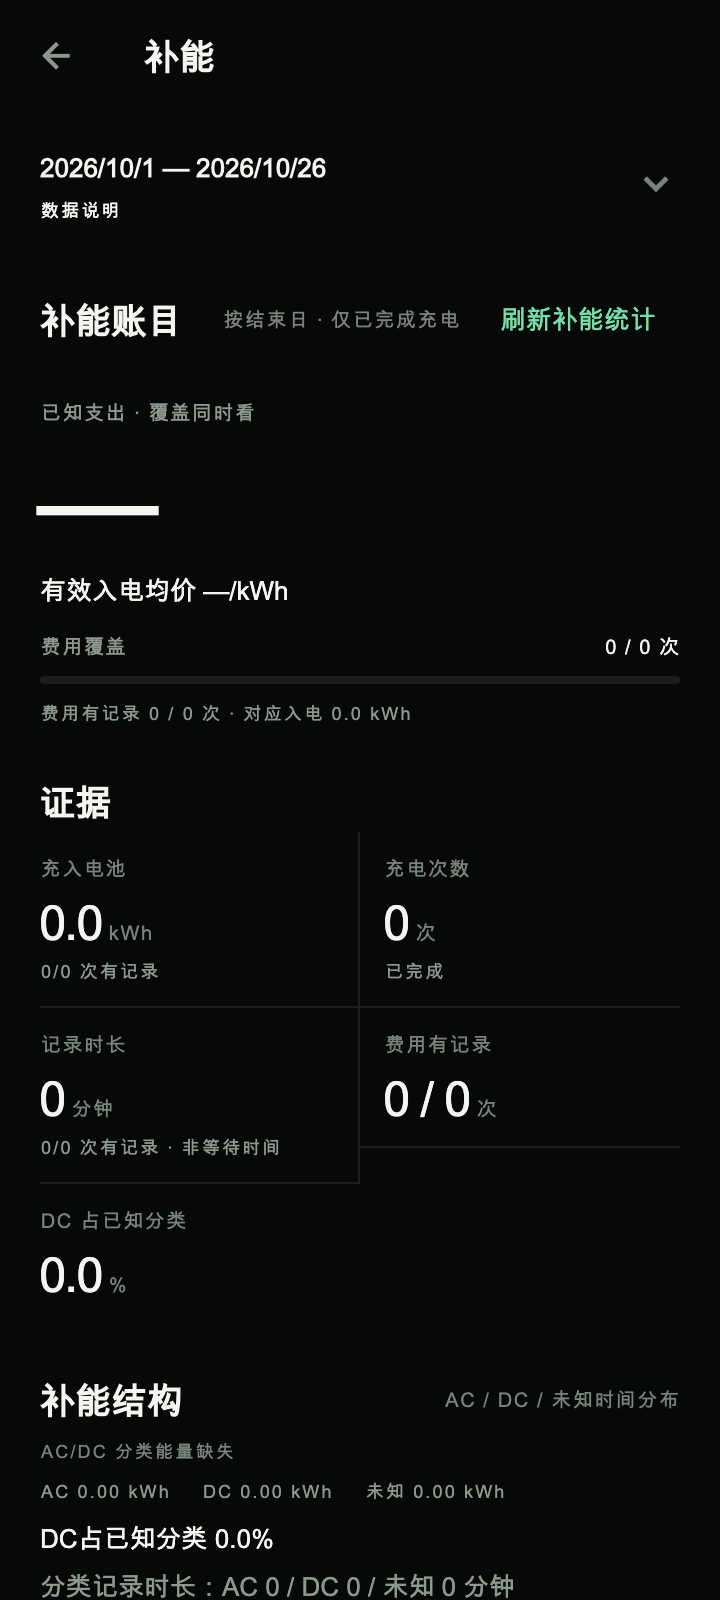 补能
2026/10/1 — 2026/10/26
数据说明
补能账目 按结束日 · 仅已完成充电 刷新补能统计
已知支出 · 覆盖同时看
—
有效入电均价 —/kWh
费用覆盖 0 / 0 次
费用有记录 0 / 0 次 · 对应入电 0.0 kWh
证据
充入电池 充电次数
0.0 kWh 0 次
0/0 次有记录 已完成
记录时长 费用有记录
0 分钟 0 / 0 次
0/0 次有记录 · 非等待时间
DC 占已知分类
0.0 %
补能结构 AC / DC / 未知时间分布
AC/DC 分类能量缺失
AC 0.00 kWh DC 0.00 kWh 未知 0.00 kWh
DC占已知分类 0.0%
分类记录时长：AC 0 / DC 0 / 未知 0 分钟